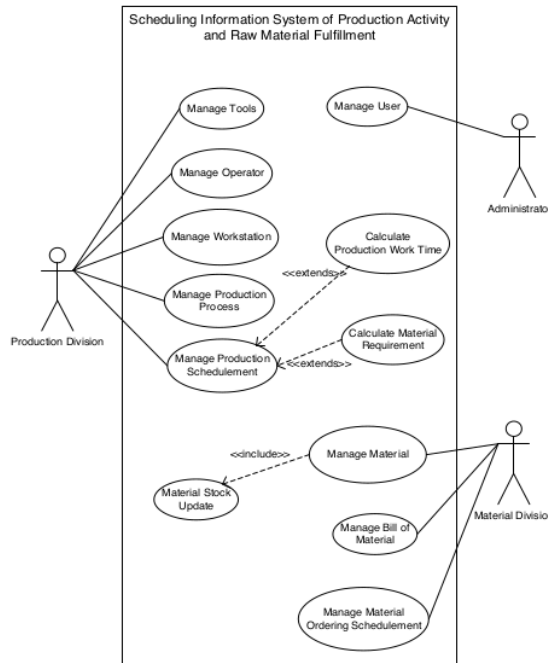 Scheduling Information System of Production Activity
and Raw Material Fulfillment
Manage Tools
Manage User
Manage Operator
Administrato
Manage Workstation
Calculate
Production Work Time
<<extends>>
Manage Production
Process
Production Division
Calculate Material
Requirement
Manage Production
Schedulement
<<extends>>
<<include>>
Manage Material
Material Stock
Update
Material Divisio
Manage Bill of
Material
Manage Material
Ordering Schedulement